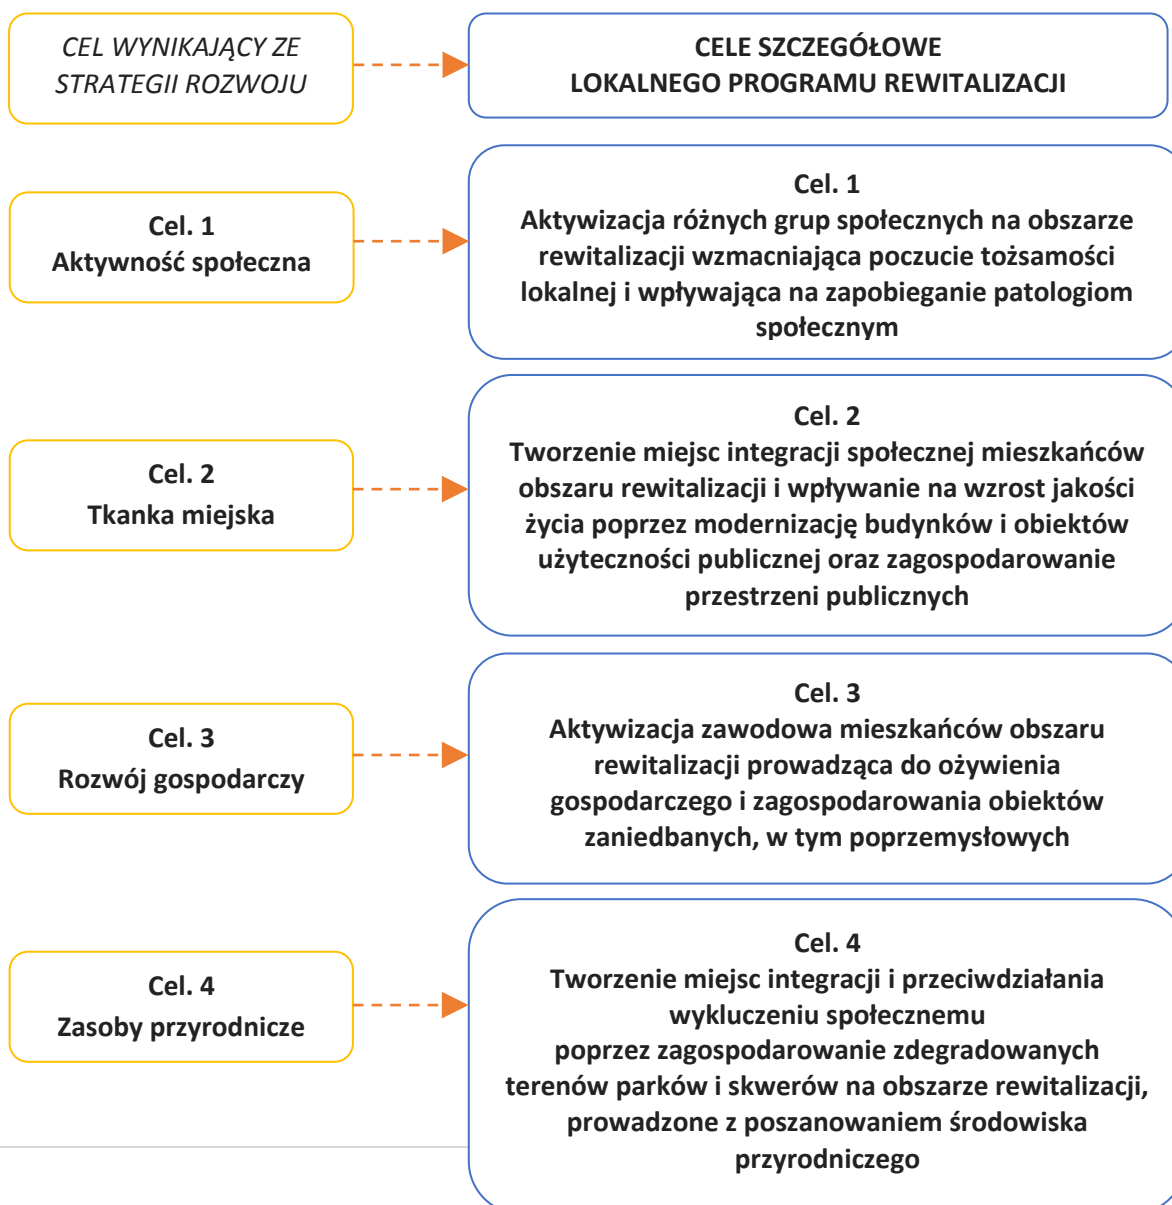 CEL WYNIKAJĄCY ZE
STRATEGII ROZWOJU
CELE SZCZEGÓŁOWE
LOKALNEGO PROGRAMU REWITALIZACJI
Cel. 1
Aktywność społeczna
Cel. 1
Aktywizacja różnych grup społecznych na obszarze
rewitalizacji wzmacniająca poczucie tożsamości
lokalnej i wpływająca na zapobieganie patologiom
społecznym
Cel. 2
Tkanka miejska
Cel. 2
Tworzenie miejsc integracji społecznej mieszkańców
obszaru rewitalizacji i wpływanie na wzrost jakości
życia poprzez modernizację budynków i obiektów
użyteczności publicznej oraz zagospodarowanie
przestrzeni publicznych
Cel. 3
Rozwój gospodarczy
Cel. 3
Aktywizacja zawodowa mieszkańców obszaru
rewitalizacji prowadząca do ożywienia
gospodarczego i zagospodarowania obiektów
zaniedbanych, w tym poprzemysłowych
Cel. 4
Zasoby przyrodnicze
Cel. 4
Tworzenie miejsc integracji i przeciwdziałania
wykluczeniu społecznemu
poprzez zagospodarowanie zdegradowanych
terenów parków i skwerów na obszarze rewitalizacji,
prowadzone z poszanowaniem środowiska
przyrodniczego